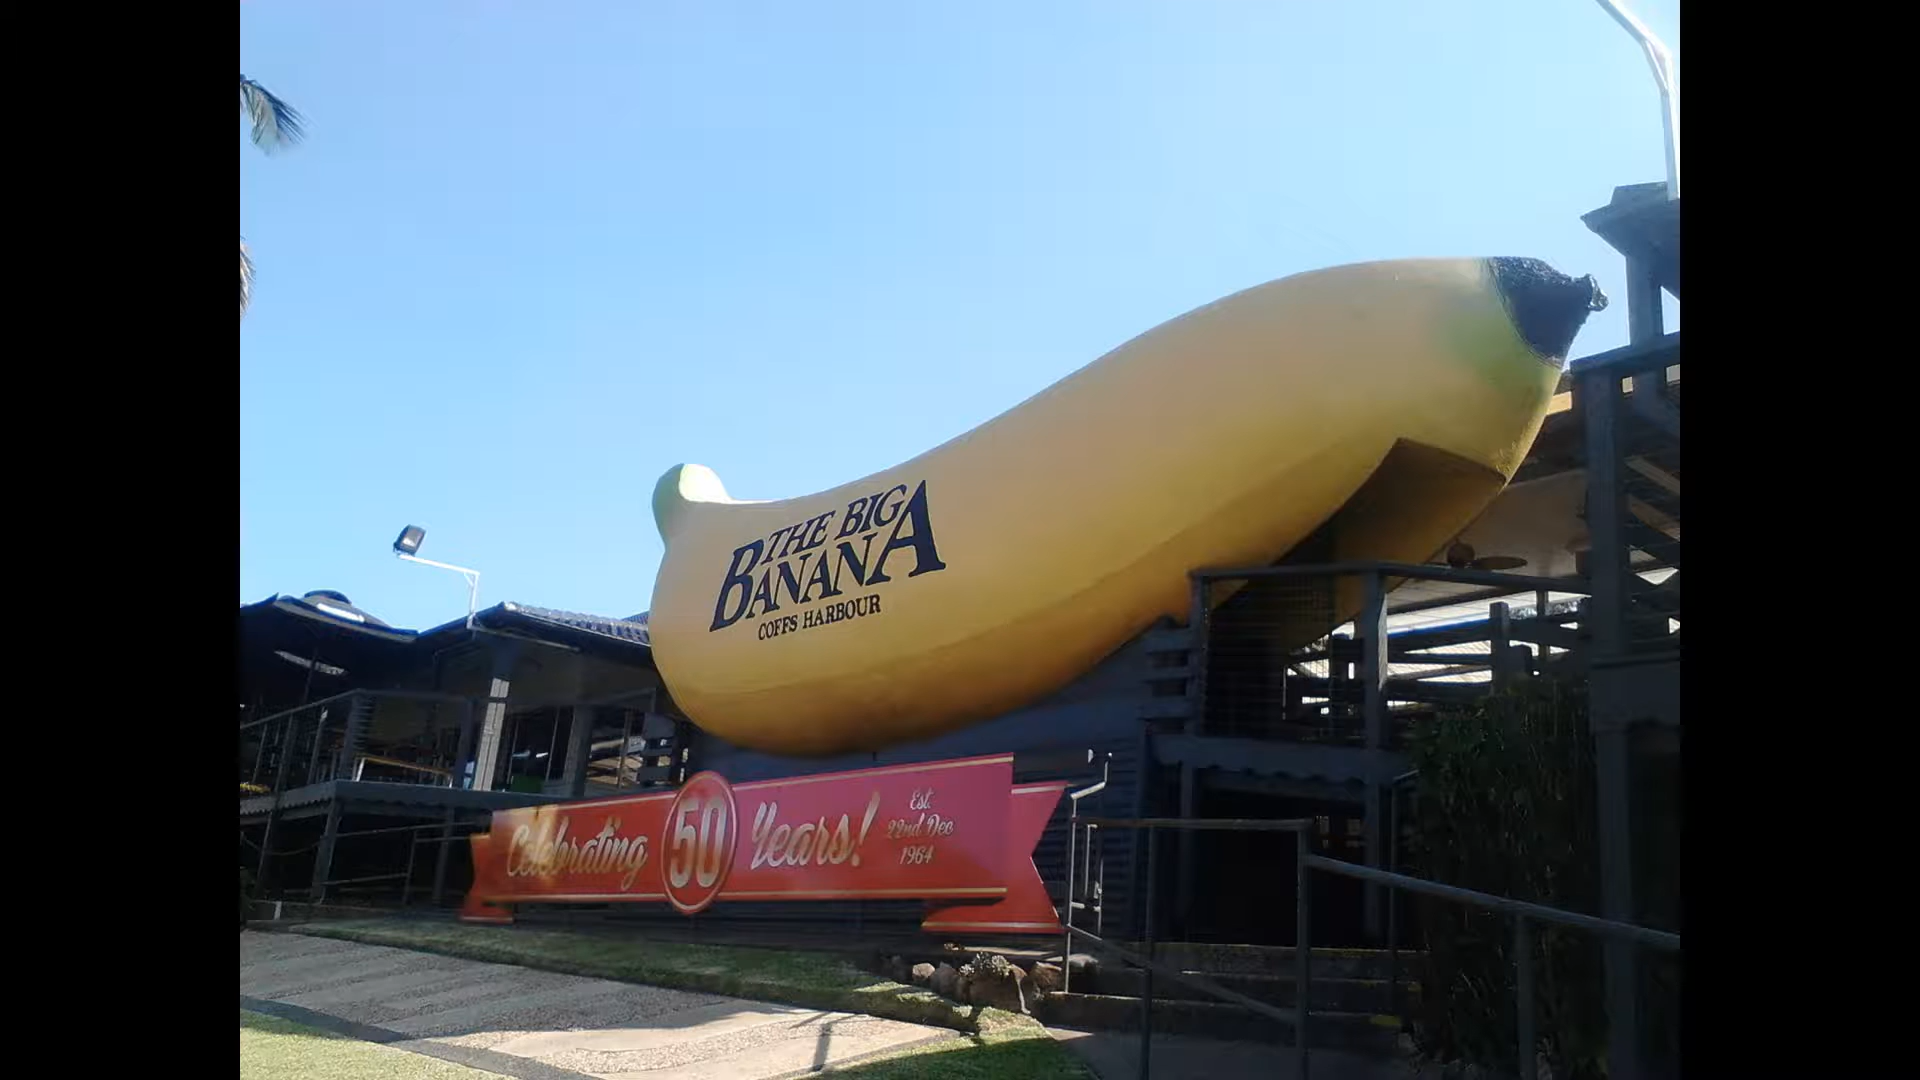 THE BIG
BANANA
COFFS HARBOUR
Celebrating 50 Years!
Est.
22nd Dec
1964